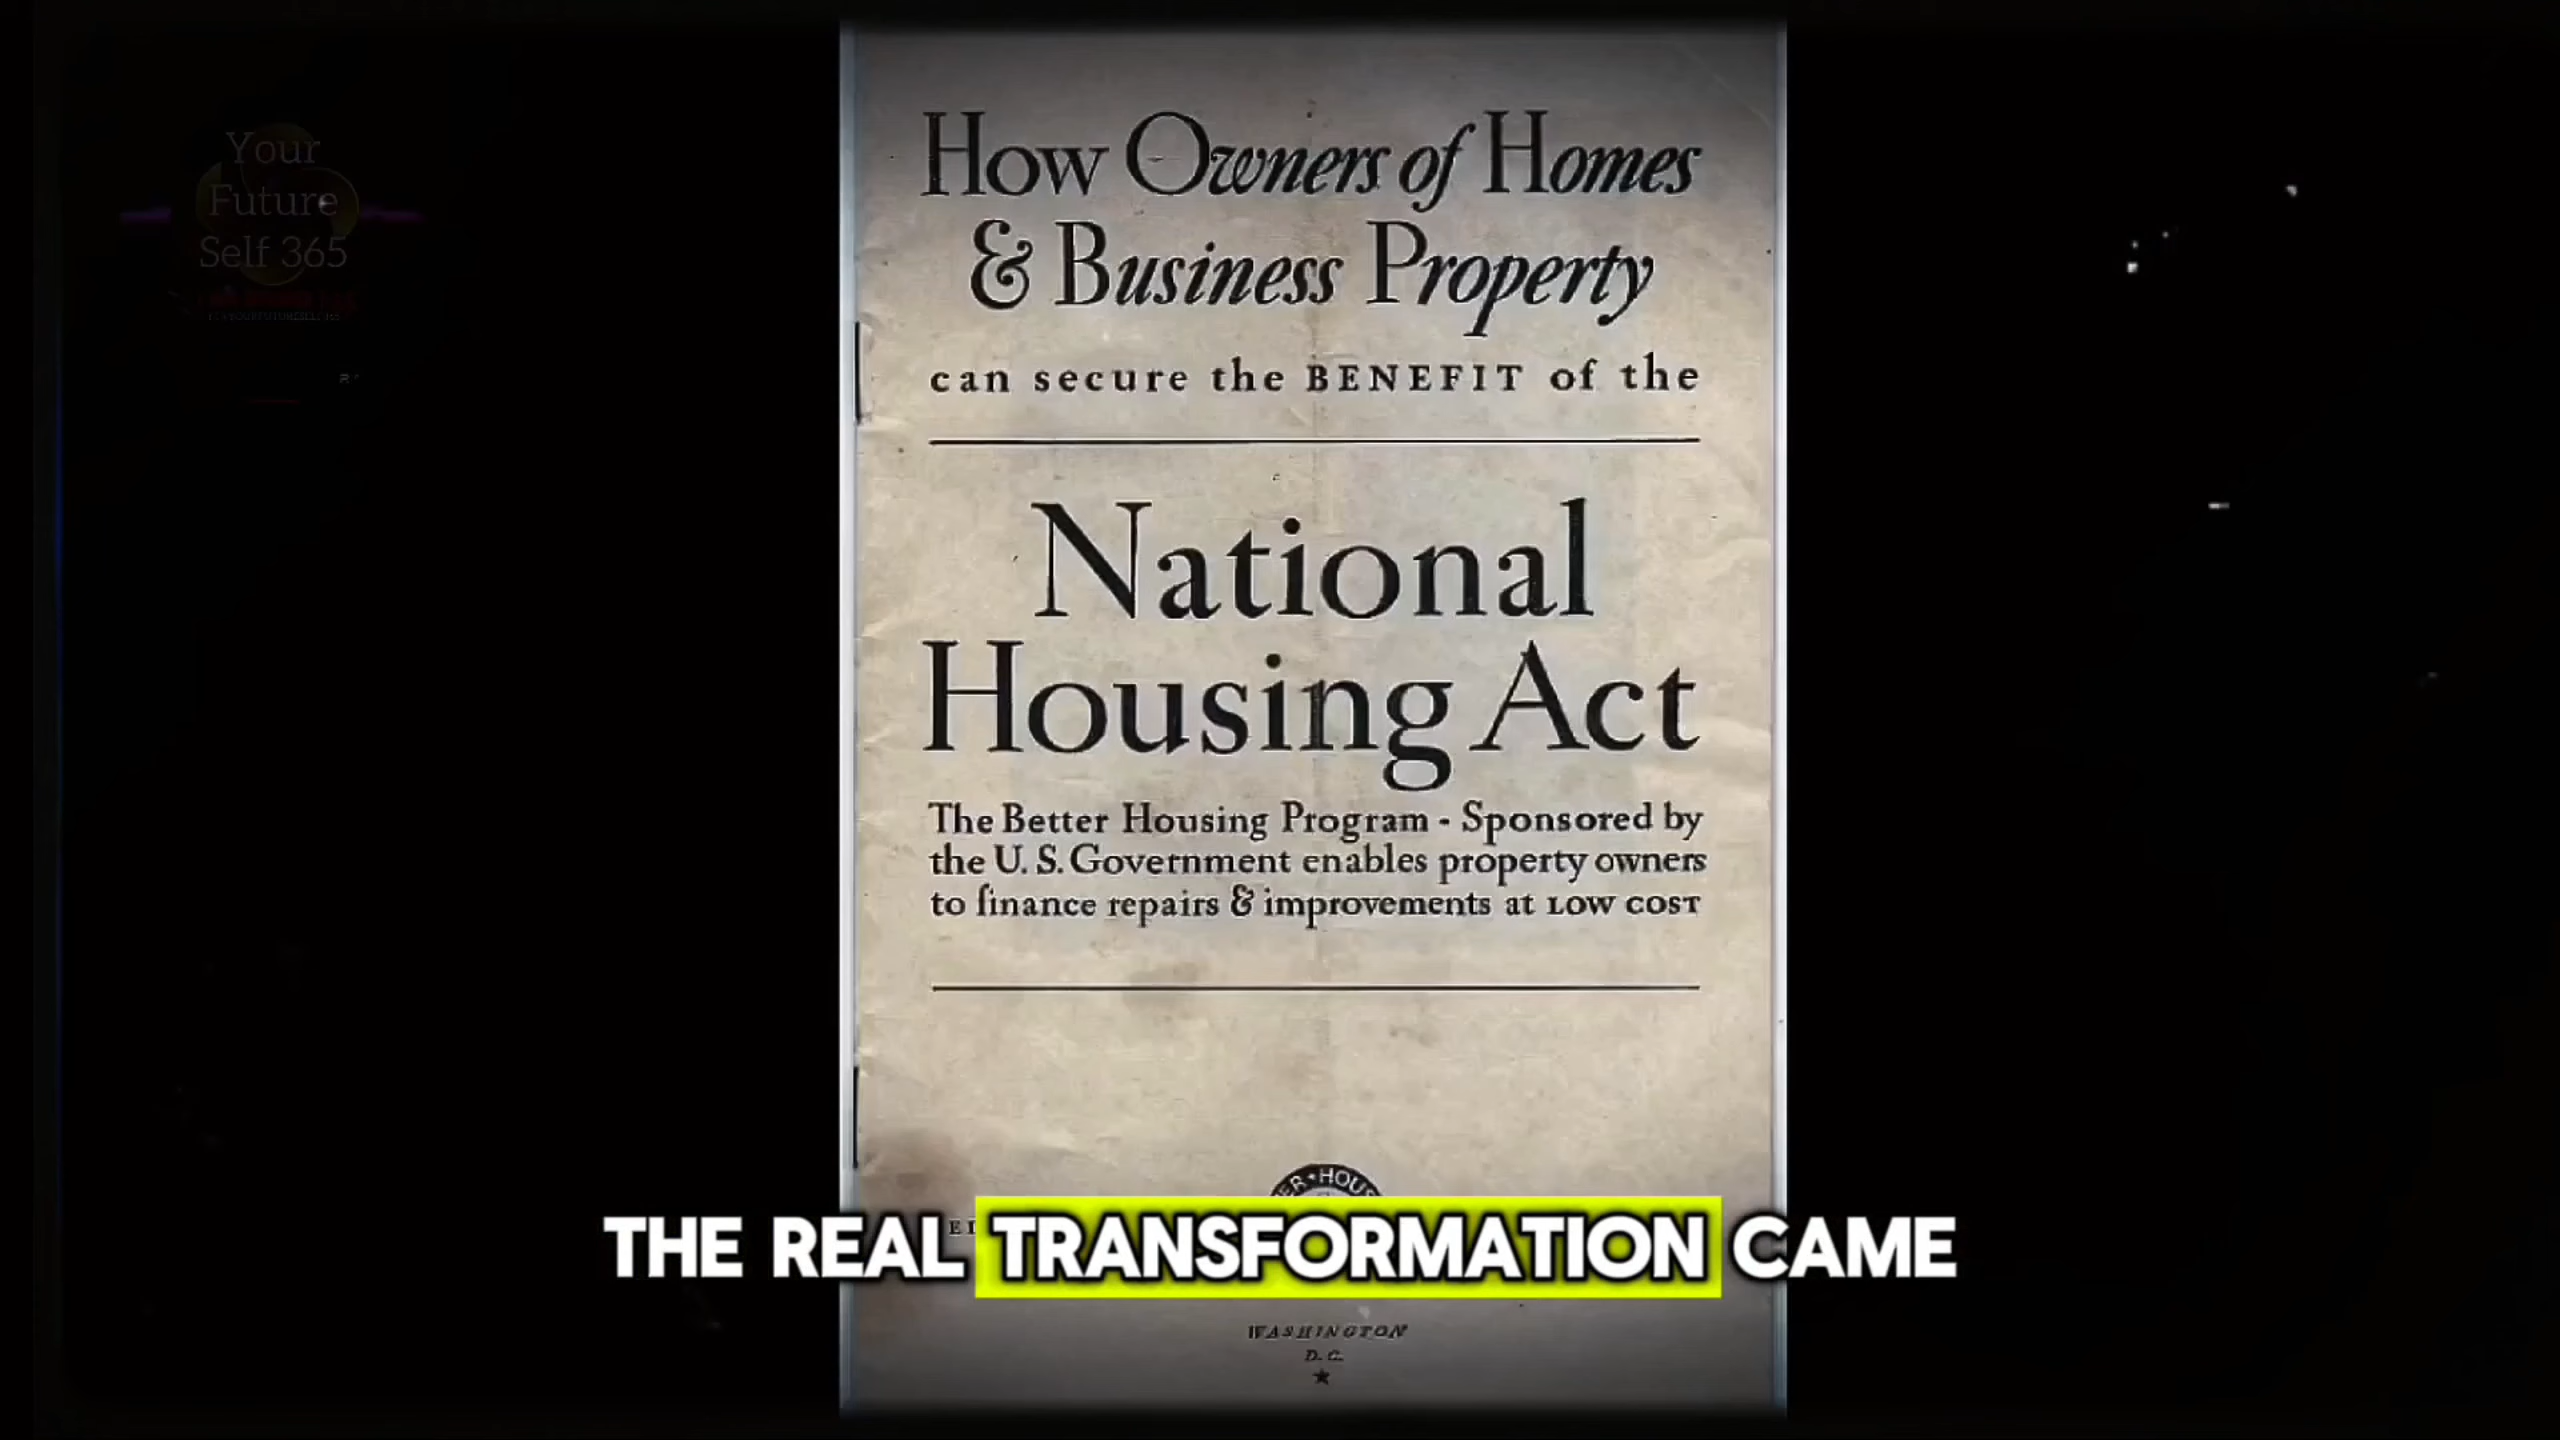 Your
Future
Self 365
How Owners of Homes
& Business Property
can secure the BENEFIT of the
National
Housing Act
The Better Housing Program - Sponsored by
the U. S. Government enables property owners
to finance repairs & improvements at LOW COST
THE REAL TRANSFORMATION CAME
WASHINGTON
D. C.